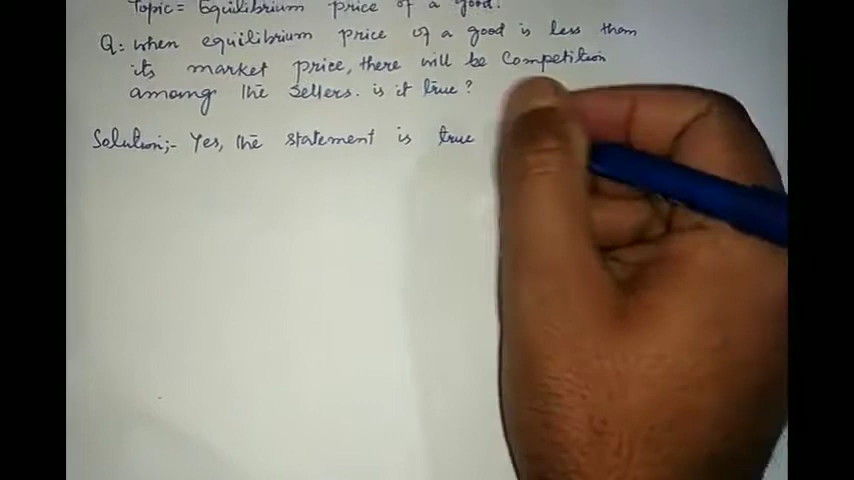 Topic = Equilibrium price of a good.
Q: when equilibrium price of a good is less them
its market price, there will be Competition
among the sellers. is it true?
Solution;- Yes, the statement is true